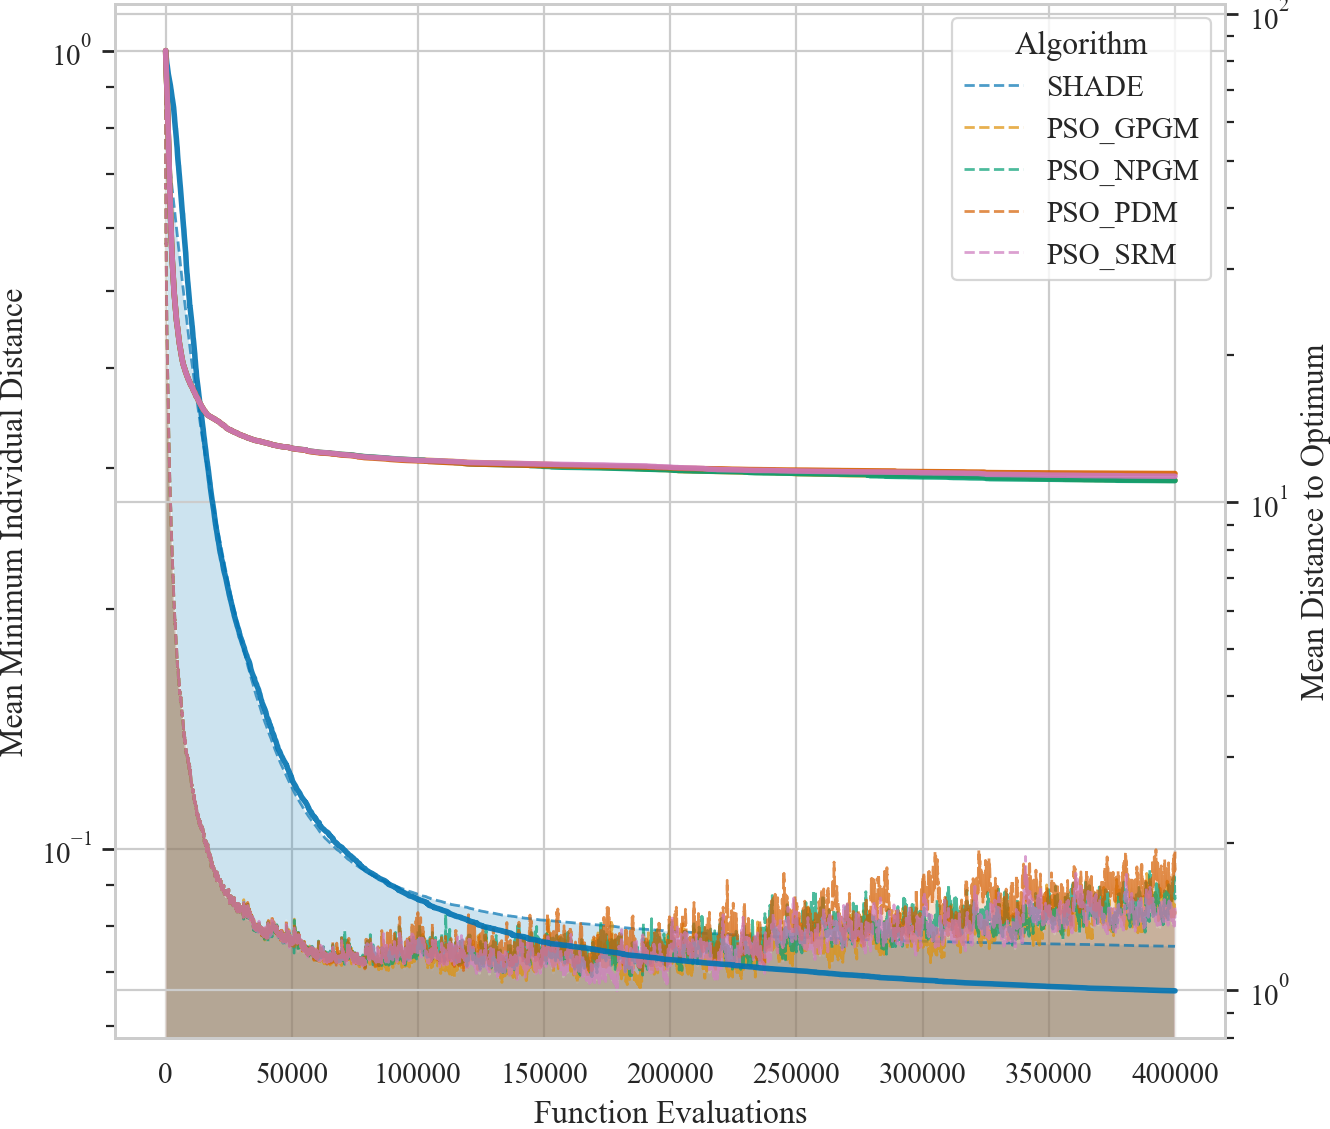 10^0
10^−1
Mean Minimum Individual Distance
Algorithm
SHADE
PSO_GPGM
PSO_NPGM
PSO_PDM
PSO_SRM
10^2
10^1
10^0
Mean Distance to Optimum
0 50000 100000 150000 200000 250000 300000 350000 400000
Function Evaluations